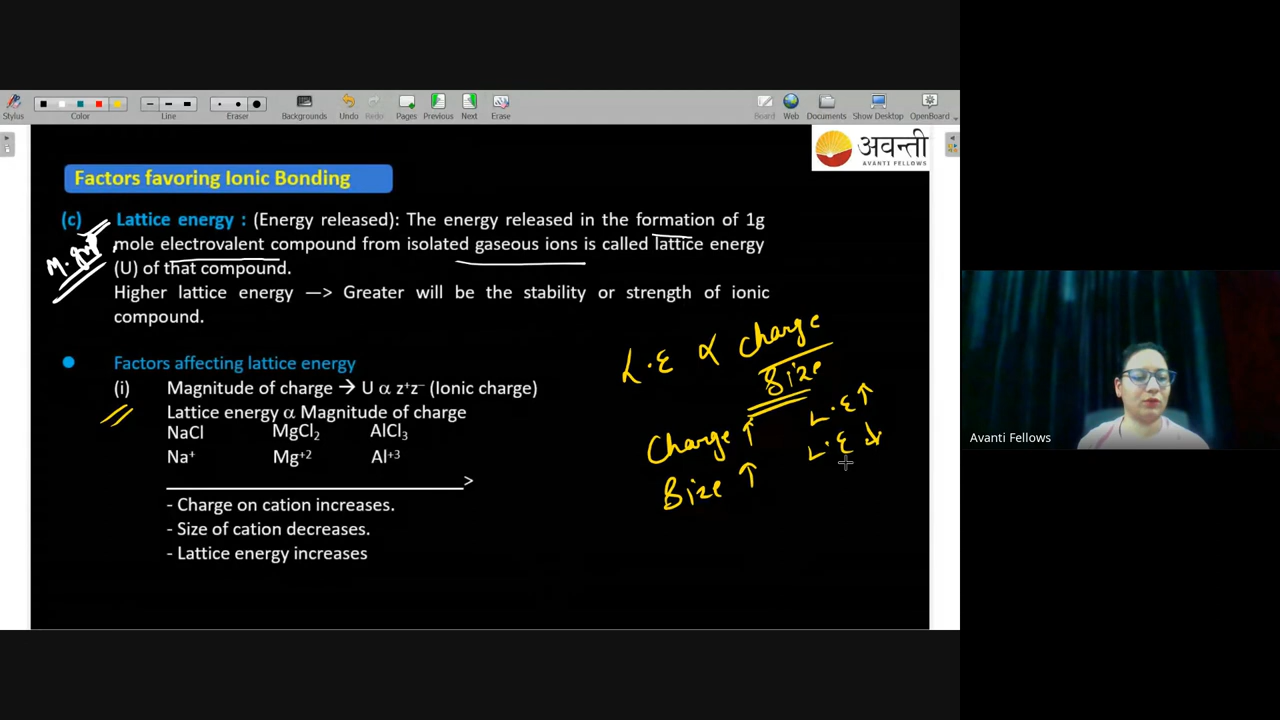 Stylus
Color
Line
Eraser
Backgrounds
Undo
Redo
Pages
Previous
Next
Erase
Board
Web
Documents
Show Desktop
OpenBoard
अवन्ती
AVANTI FELLOWS
Factors favoring Ionic Bonding
(c) Lattice energy : (Energy released): The energy released in the formation of 1g
mole electrovalent compound from isolated gaseous ions is called lattice energy
(U) of that compound.
Higher lattice energy —> Greater will be the stability or strength of ionic
compound.
Factors affecting lattice energy
(i) Magnitude of charge → U α z⁺z⁻ (Ionic charge)
Lattice energy α Magnitude of charge
NaCl MgCl₂ AlCl₃
Na⁺ Mg⁺² Al⁺³
- Charge on cation increases.
- Size of cation decreases.
- Lattice energy increases
L.E ∝ Charge
Size
Charge ↑ L.E ↑
Size ↑ L.E ↓
Avanti Fellows